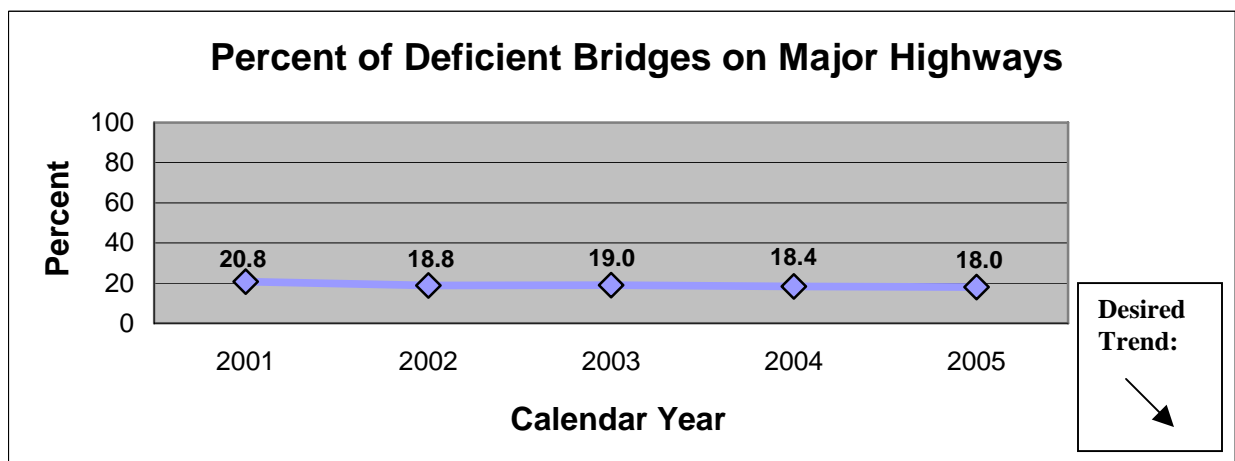 Percent of Deficient Bridges on Major Highways
Percent
100
80
60
40
20
0
20.8 18.8 19.0 18.4 18.0
2001 2002 2003 2004 2005
Calendar Year
Desired
Trend: